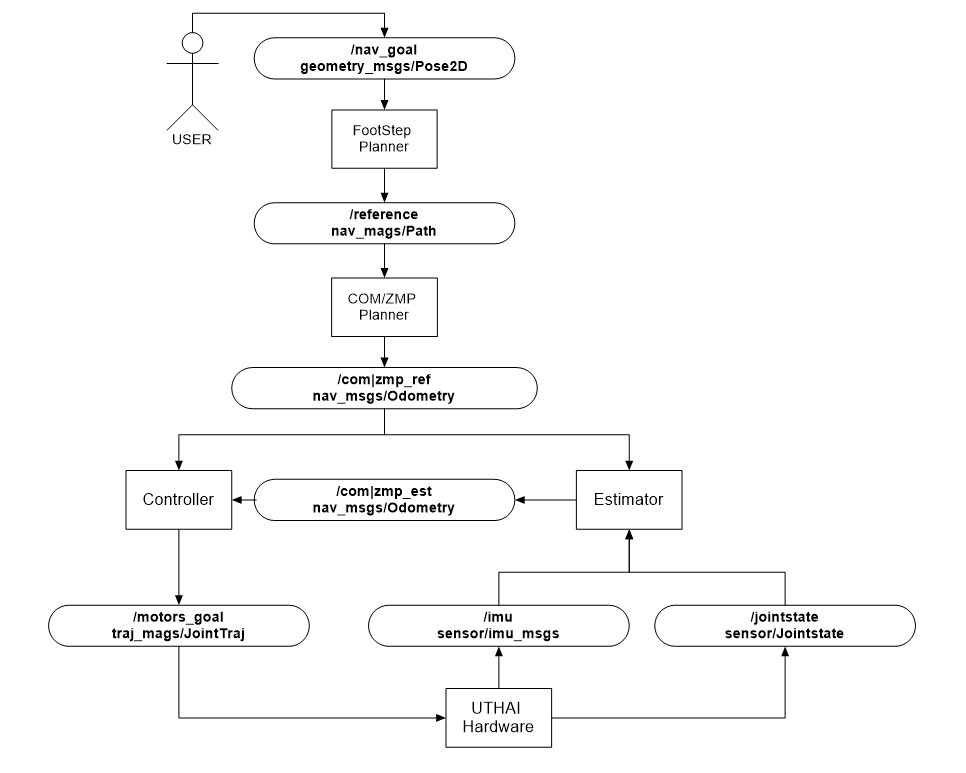 /nav_goal
geometry_msgs/Pose2D
USER
FootStep
Planner
/reference
nav_mags/Path
COM/ZMP
Planner
/com|zmp_ref
nav_msgs/Odometry
Controller
/com|zmp_est
nav_msgs/Odometry
Estimator
/motors_goal
traj_mags/JointTraj
/imu
sensor/imu_msgs
/jointstate
sensor/Jointstate
UTHAI
Hardware